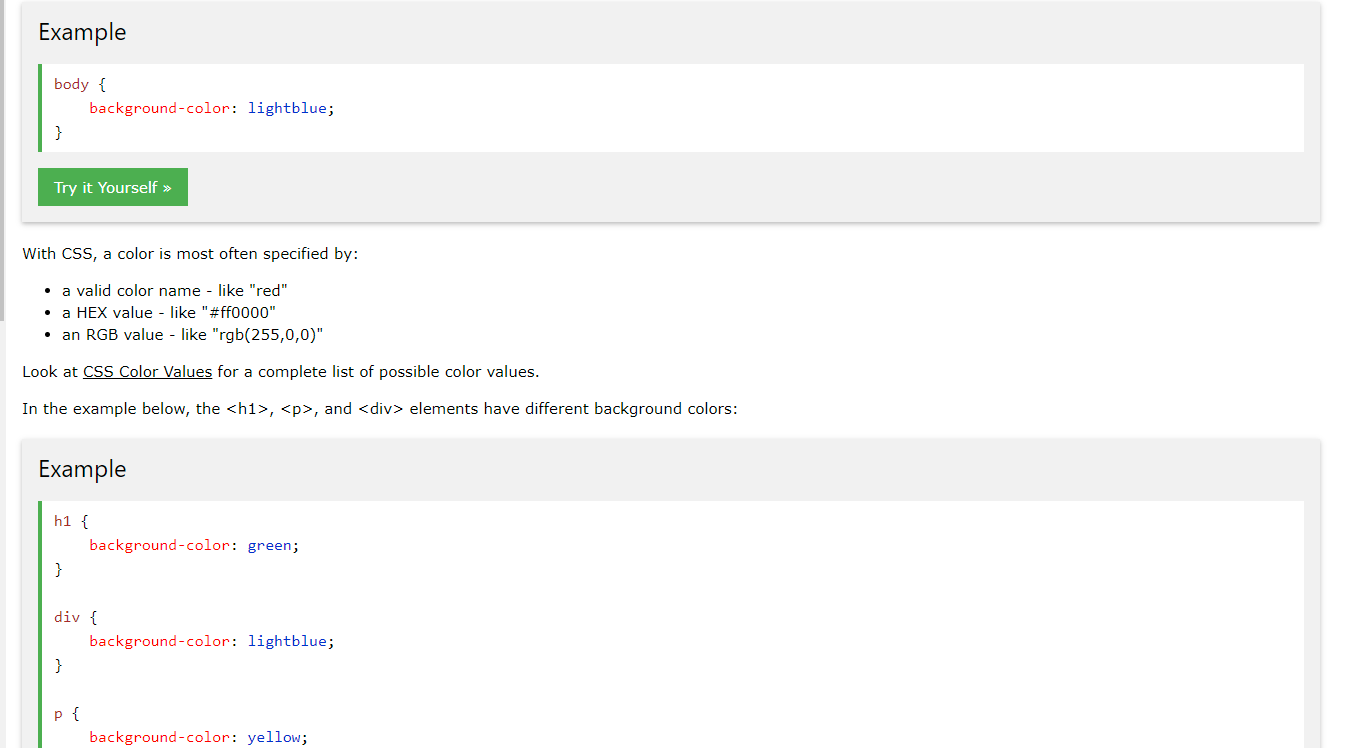 Example
body {
    background-color: lightblue;
}
Try it Yourself »
With CSS, a color is most often specified by:
• a valid color name - like "red"
• a HEX value - like "#ff0000"
• an RGB value - like "rgb(255,0,0)"
Look at CSS Color Values for a complete list of possible color values.
In the example below, the <h1>, <p>, and <div> elements have different background colors:
Example
h1 {
    background-color: green;
}
div {
    background-color: lightblue;
}
p {
    background-color: yellow;